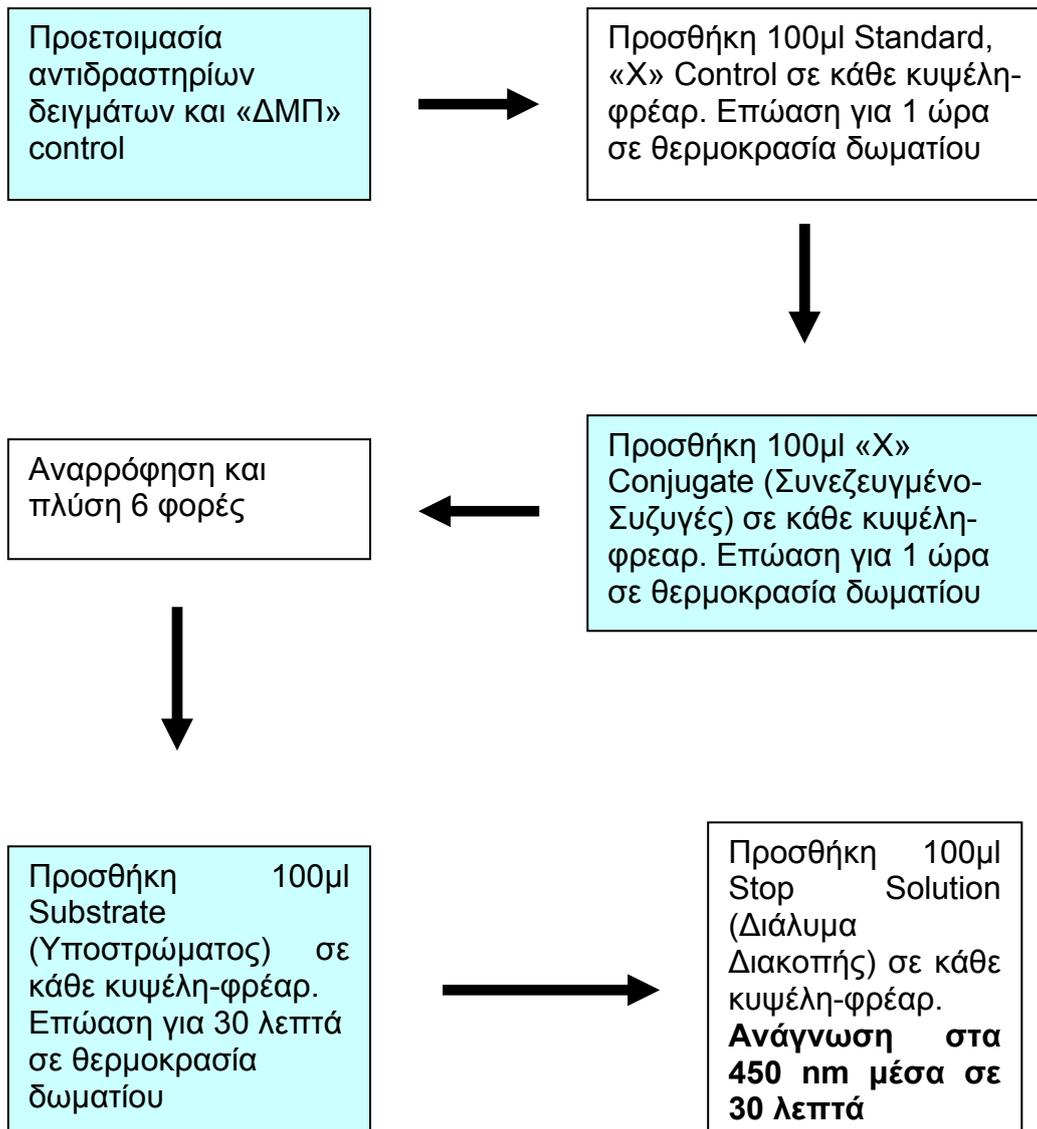 Προετοιμασία
αντιδραστηρίων
δειγμάτων και «ΔΜΠ»
control
Προσθήκη 100μl Standard,
«Χ» Control σε κάθε κυψέλη-
φρέαρ. Επώαση για 1 ώρα
σε θερμοκρασία δωματίου
Προσθήκη 100μl «Χ»
Conjugate (Συνεζευγμένο-
Συζυγές) σε κάθε κυψέλη-
φρεαρ. Επώαση για 1 ώρα
σε θερμοκρασία δωματίου
Αναρρόφηση και
πλύση 6 φορές
Προσθήκη 100μl
Substrate
(Υποστρώματος) σε
κάθε κυψέλη-φρέαρ.
Επώαση για 30 λεπτά
σε θερμοκρασία
δωματίου
Προσθήκη 100μl
Stop Solution
(Διάλυμα
Διακοπής) σε κάθε
κυψέλη-φρέαρ.
Ανάγνωση στα
450 nm μέσα σε
30 λεπτά